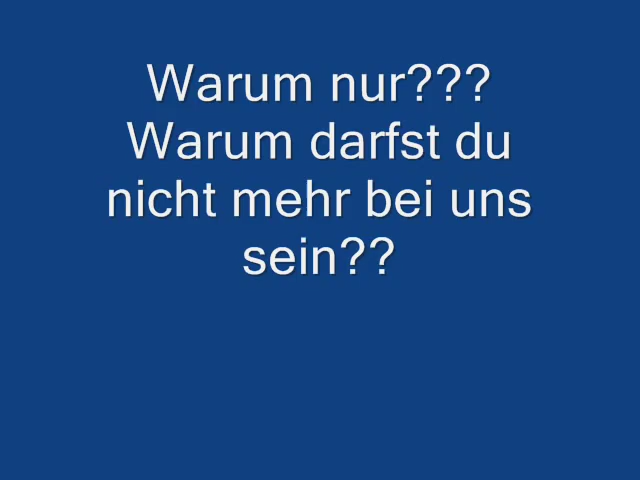 Warum nur???
Warum darfst du
nicht mehr bei uns
sein??